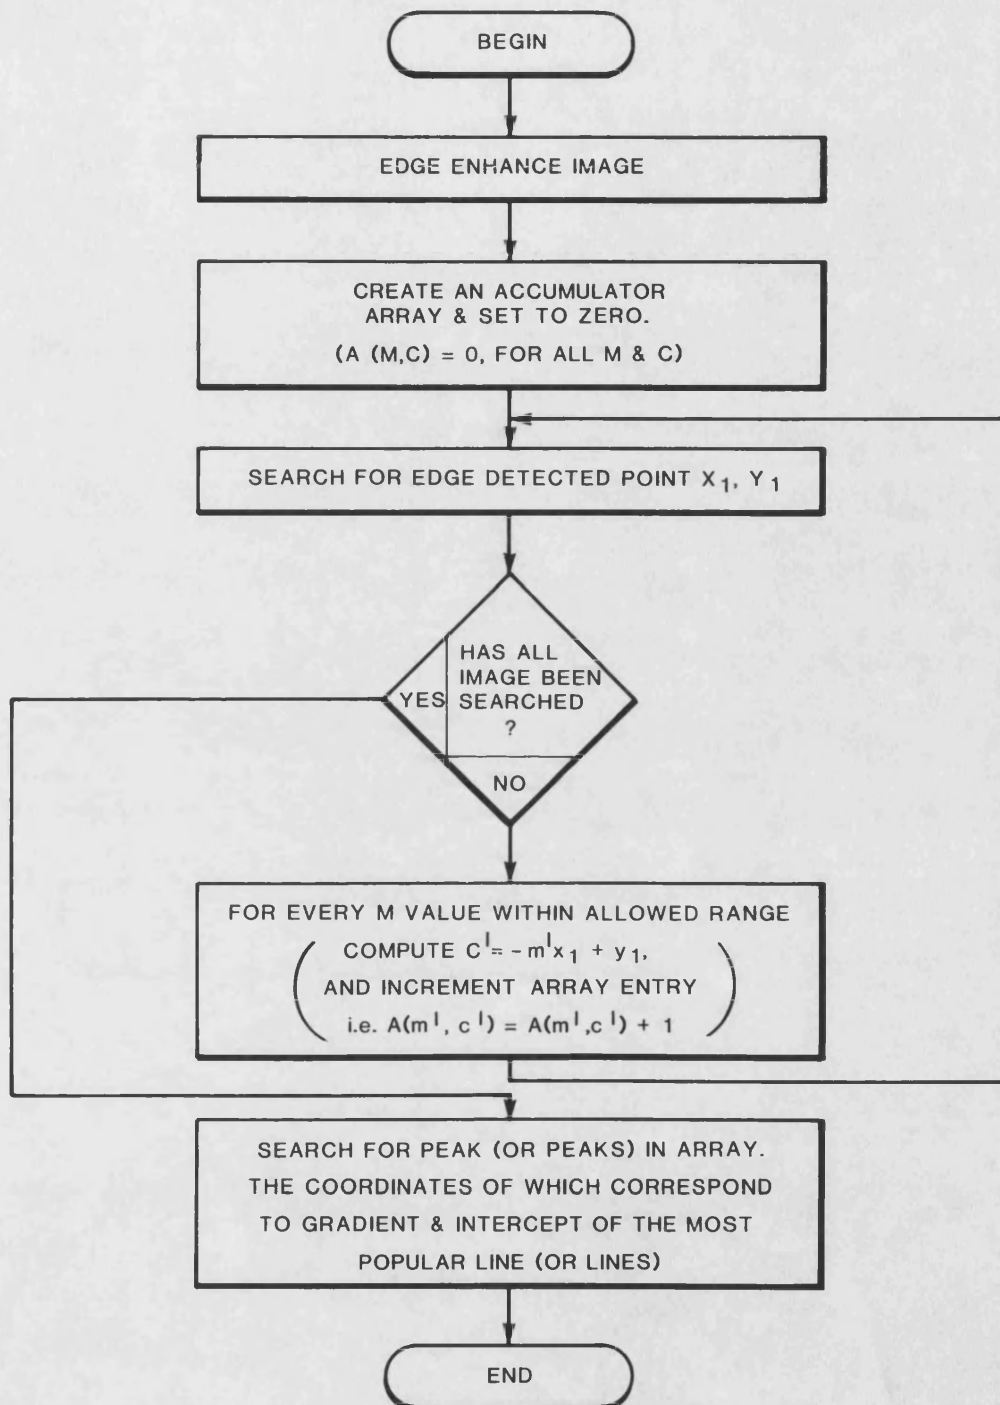 BEGIN
EDGE ENHANCE IMAGE
CREATE AN ACCUMULATOR
ARRAY & SET TO ZERO.
(A (M,C) = 0, FOR ALL M & C)
SEARCH FOR EDGE DETECTED POINT X₁, Y₁
HAS ALL
IMAGE BEEN
YES SEARCHED
?
NO
FOR EVERY M VALUE WITHIN ALLOWED RANGE
COMPUTE C' = - m'x₁ + y₁,
AND INCREMENT ARRAY ENTRY
i.e. A(m', c') = A(m',c') + 1
SEARCH FOR PEAK (OR PEAKS) IN ARRAY.
THE COORDINATES OF WHICH CORRESPOND
TO GRADIENT & INTERCEPT OF THE MOST
POPULAR LINE (OR LINES)
END